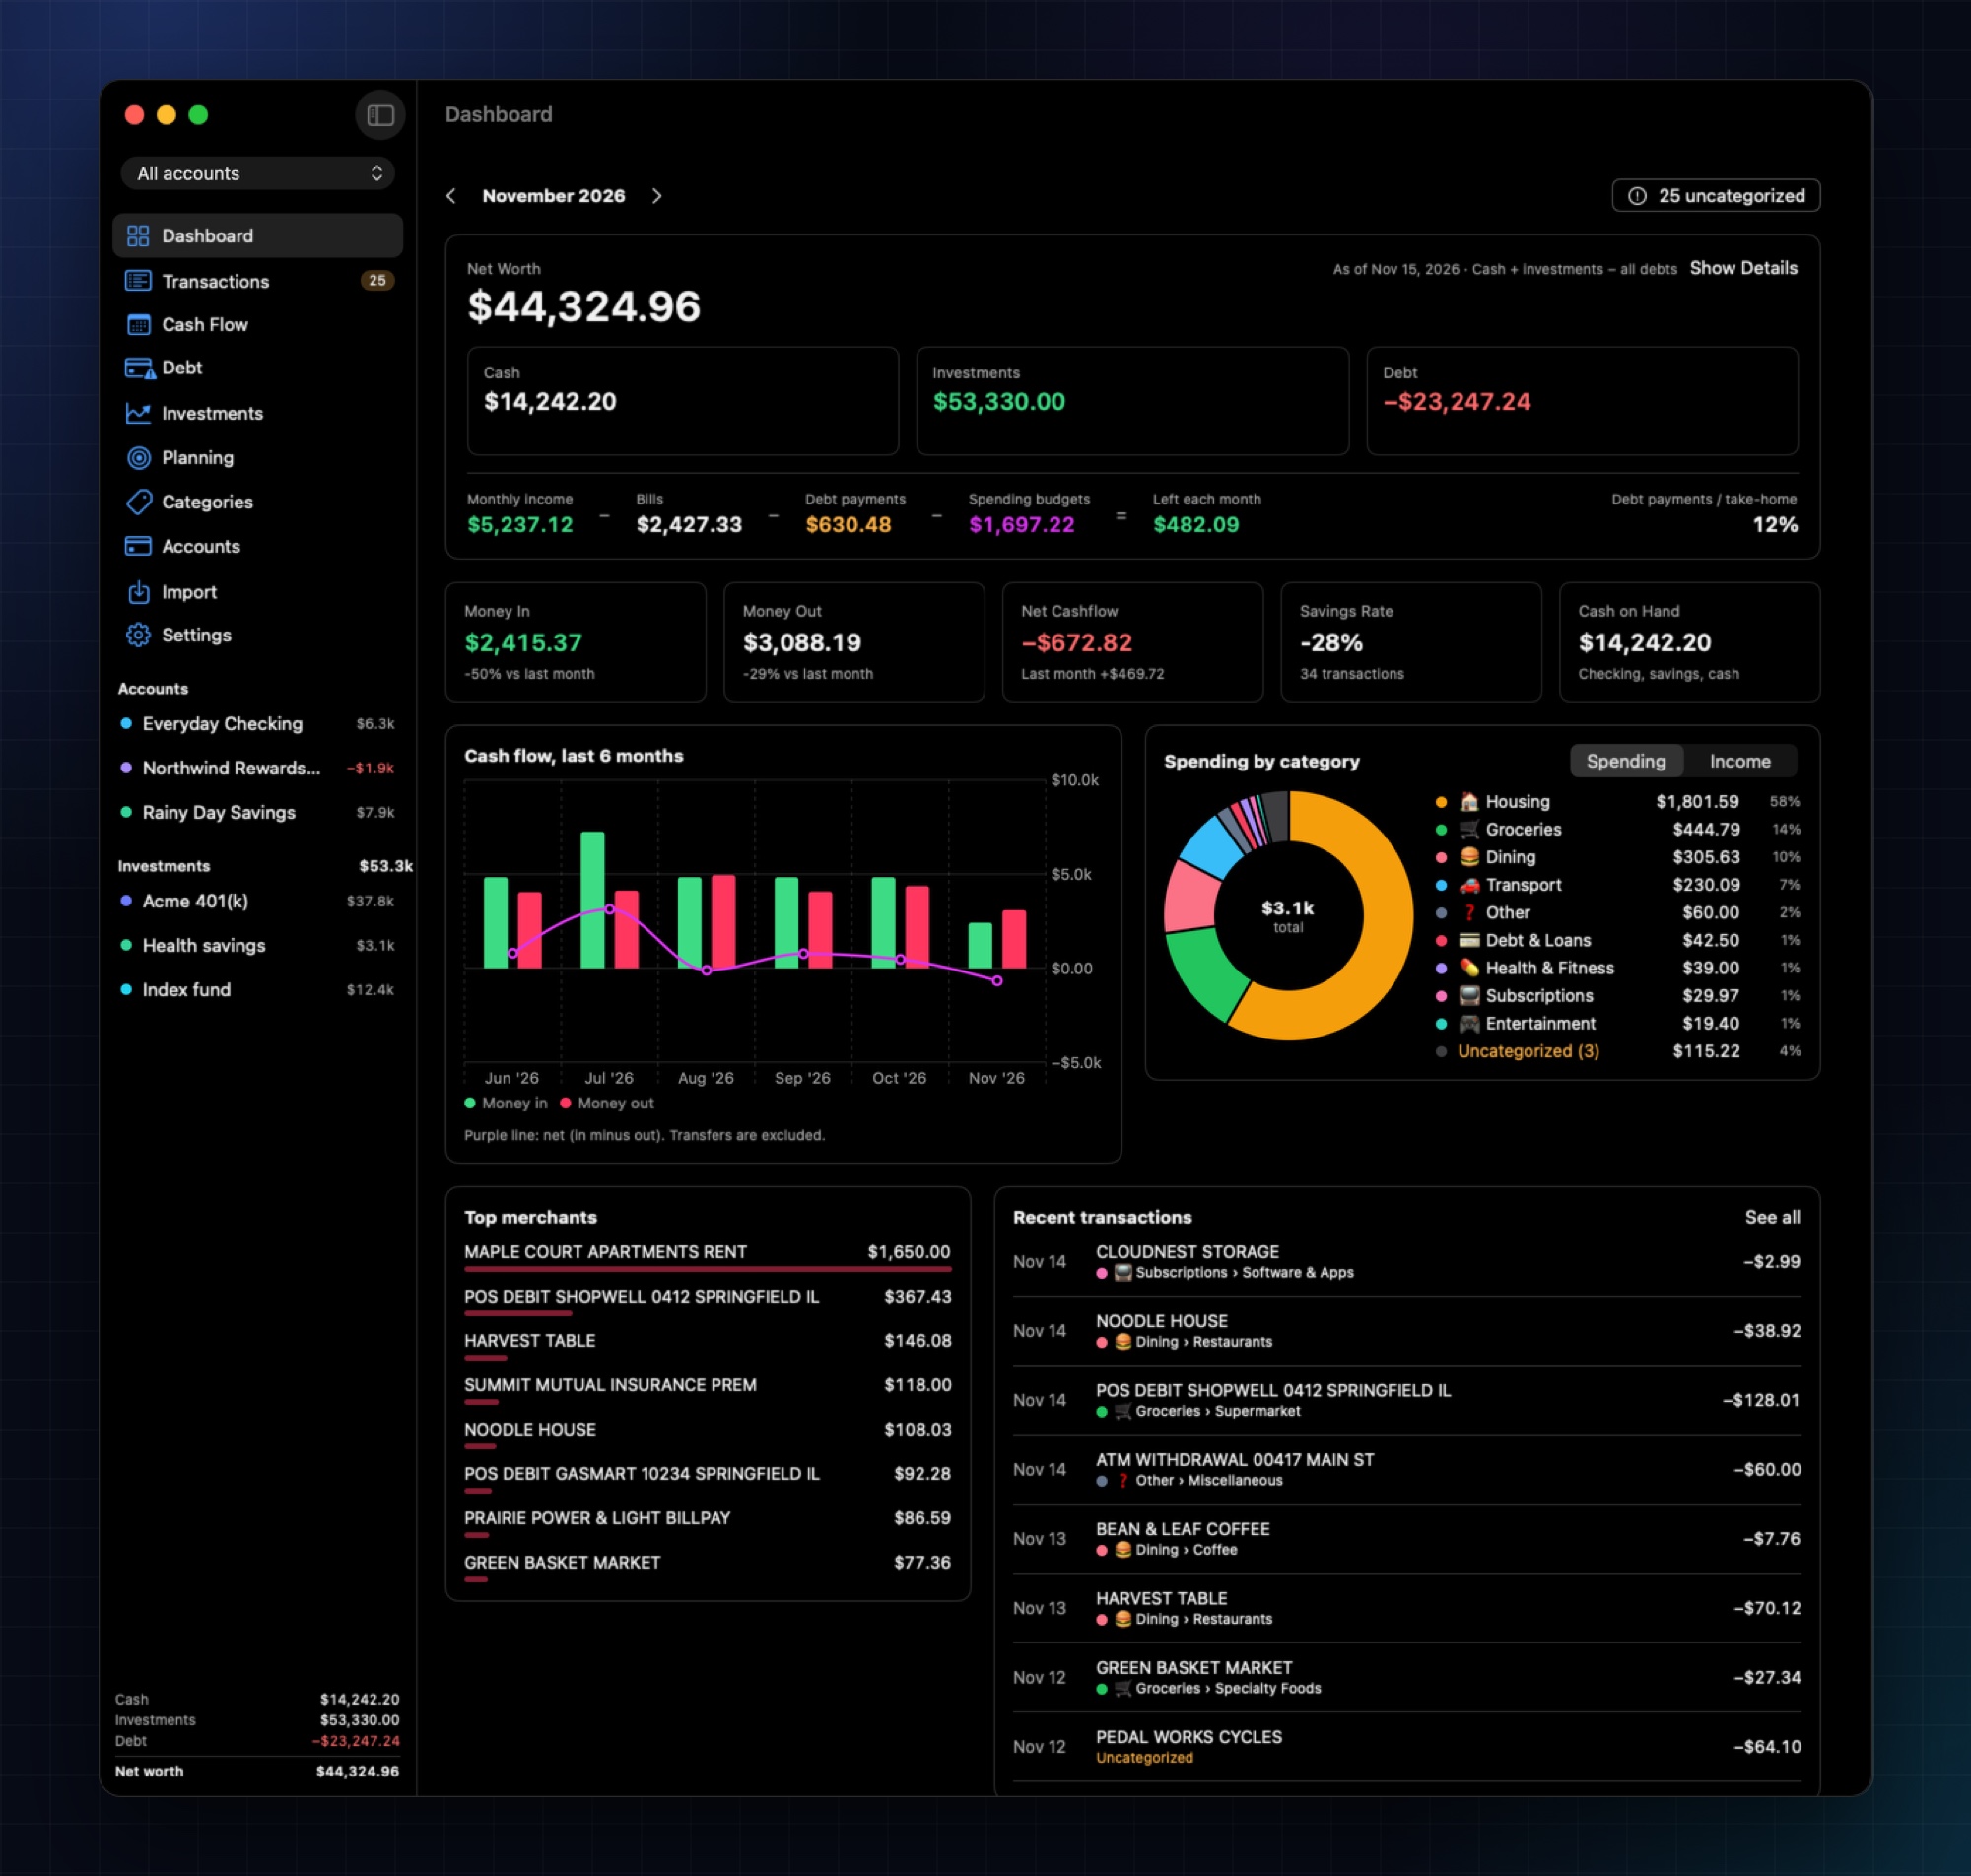 Dashboard
All accounts
Dashboard
Transactions 25
Cash Flow
Debt
Investments
Planning
Categories
Accounts
Import
Settings
Accounts
Everyday Checking $6.3k
Northwind Rewards... –$1.9k
Rainy Day Savings $7.9k
Investments $53.3k
Acme 401(k) $37.8k
Health savings $3.1k
Index fund $12.4k
Cash $14,242.20
Investments $53,330.00
Debt –$23,247.24
Net worth $44,324.96
November 2026
25 uncategorized
Net Worth
As of Nov 15, 2026 · Cash + investments – all debts Show Details
$44,324.96
Cash
$14,242.20
Investments
$53,330.00
Debt
–$23,247.24
Monthly income – Bills – Debt payments – Spending budgets = Left each month Debt payments / take-home
$5,237.12 $2,427.33 $630.48 $1,697.22 $482.09 12%
Money In
$2,415.37
-50% vs last month
Money Out
$3,088.19
-29% vs last month
Net Cashflow
–$672.82
Last month +$469.72
Savings Rate
-28%
34 transactions
Cash on Hand
$14,242.20
Checking, savings, cash
Cash flow, last 6 months
$10.0k
$5.0k
$0.00
–$5.0k
Jun '26 Jul '26 Aug '26 Sep '26 Oct '26 Nov '26
Money in Money out
Purple line: net (in minus out). Transfers are excluded.
Spending by category Spending Income
$3.1k
total
Housing $1,801.59 58%
Groceries $444.79 14%
Dining $305.63 10%
Transport $230.09 7%
Other $60.00 2%
Debt & Loans $42.50 1%
Health & Fitness $39.00 1%
Subscriptions $29.97 1%
Entertainment $19.40 1%
Uncategorized (3) $115.22 4%
Top merchants
MAPLE COURT APARTMENTS RENT $1,650.00
POS DEBIT SHOPWELL 0412 SPRINGFIELD IL $367.43
HARVEST TABLE $146.08
SUMMIT MUTUAL INSURANCE PREM $118.00
NOODLE HOUSE $108.03
POS DEBIT GASMART 10234 SPRINGFIELD IL $92.28
PRAIRIE POWER & LIGHT BILLPAY $86.59
GREEN BASKET MARKET $77.36
Recent transactions See all
Nov 14 CLOUDNEST STORAGE –$2.99
Subscriptions › Software & Apps
Nov 14 NOODLE HOUSE –$38.92
Dining › Restaurants
Nov 14 POS DEBIT SHOPWELL 0412 SPRINGFIELD IL –$128.01
Groceries › Supermarket
Nov 14 ATM WITHDRAWAL 00417 MAIN ST –$60.00
Other › Miscellaneous
Nov 13 BEAN & LEAF COFFEE –$7.76
Dining › Coffee
Nov 13 HARVEST TABLE –$70.12
Dining › Restaurants
Nov 12 GREEN BASKET MARKET –$27.34
Groceries › Specialty Foods
Nov 12 PEDAL WORKS CYCLES –$64.10
Uncategorized